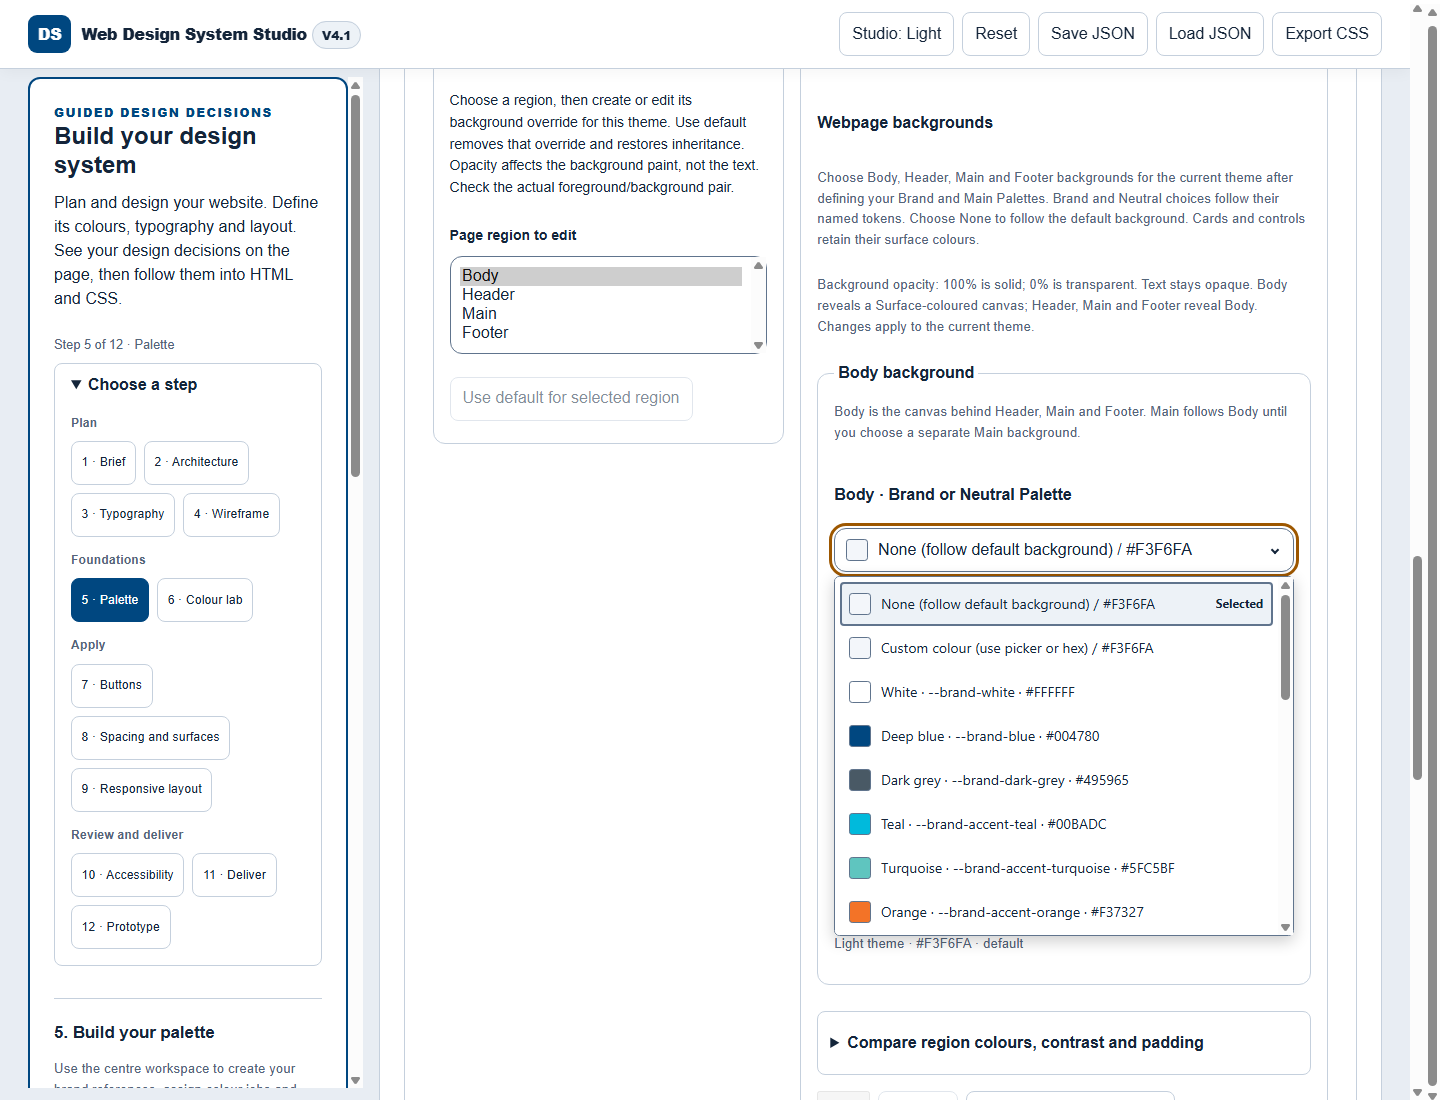 DS Web Design System Studio V4.1
Studio: Light
Reset
Save JSON
Load JSON
Export CSS
GUIDED DESIGN DECISIONS
Build your design
system
Plan and design your website. Define
its colours, typography and layout.
See your design decisions on the
page, then follow them into HTML
and CSS.
Step 5 of 12 · Palette
▼ Choose a step
Plan
1 · Brief
2 · Architecture
3 · Typography
4 · Wireframe
Foundations
5 · Palette
6 · Colour lab
Apply
7 · Buttons
8 · Spacing and surfaces
9 · Responsive layout
Review and deliver
10 · Accessibility
11 · Deliver
12 · Prototype
5. Build your palette
Use the centre workspace to create your
Choose a region, then create or edit its
background override for this theme. Use default
removes that override and restores inheritance.
Opacity affects the background paint, not the text.
Check the actual foreground/background pair.
Page region to edit
Body
Header
Main
Footer
Use default for selected region
Webpage backgrounds
Choose Body, Header, Main and Footer backgrounds for the current theme after
defining your Brand and Main Palettes. Brand and Neutral choices follow their
named tokens. Choose None to follow the default background. Cards and controls
retain their surface colours.
Background opacity: 100% is solid; 0% is transparent. Text stays opaque. Body
reveals a Surface-coloured canvas; Header, Main and Footer reveal Body.
Changes apply to the current theme.
Body background
Body is the canvas behind Header, Main and Footer. Main follows Body until
you choose a separate Main background.
Body · Brand or Neutral Palette
None (follow default background) / #F3F6FA
None (follow default background) / #F3F6FA Selected
Custom colour (use picker or hex) / #F3F6FA
White · --brand-white · #FFFFFF
Deep blue · --brand-blue · #004780
Dark grey · --brand-dark-grey · #495965
Teal · --brand-accent-teal · #00BADC
Turquoise · --brand-accent-turquoise · #5FC5BF
Orange · --brand-accent-orange · #F37327
Light theme · #F3F6FA · default
▶ Compare region colours, contrast and padding